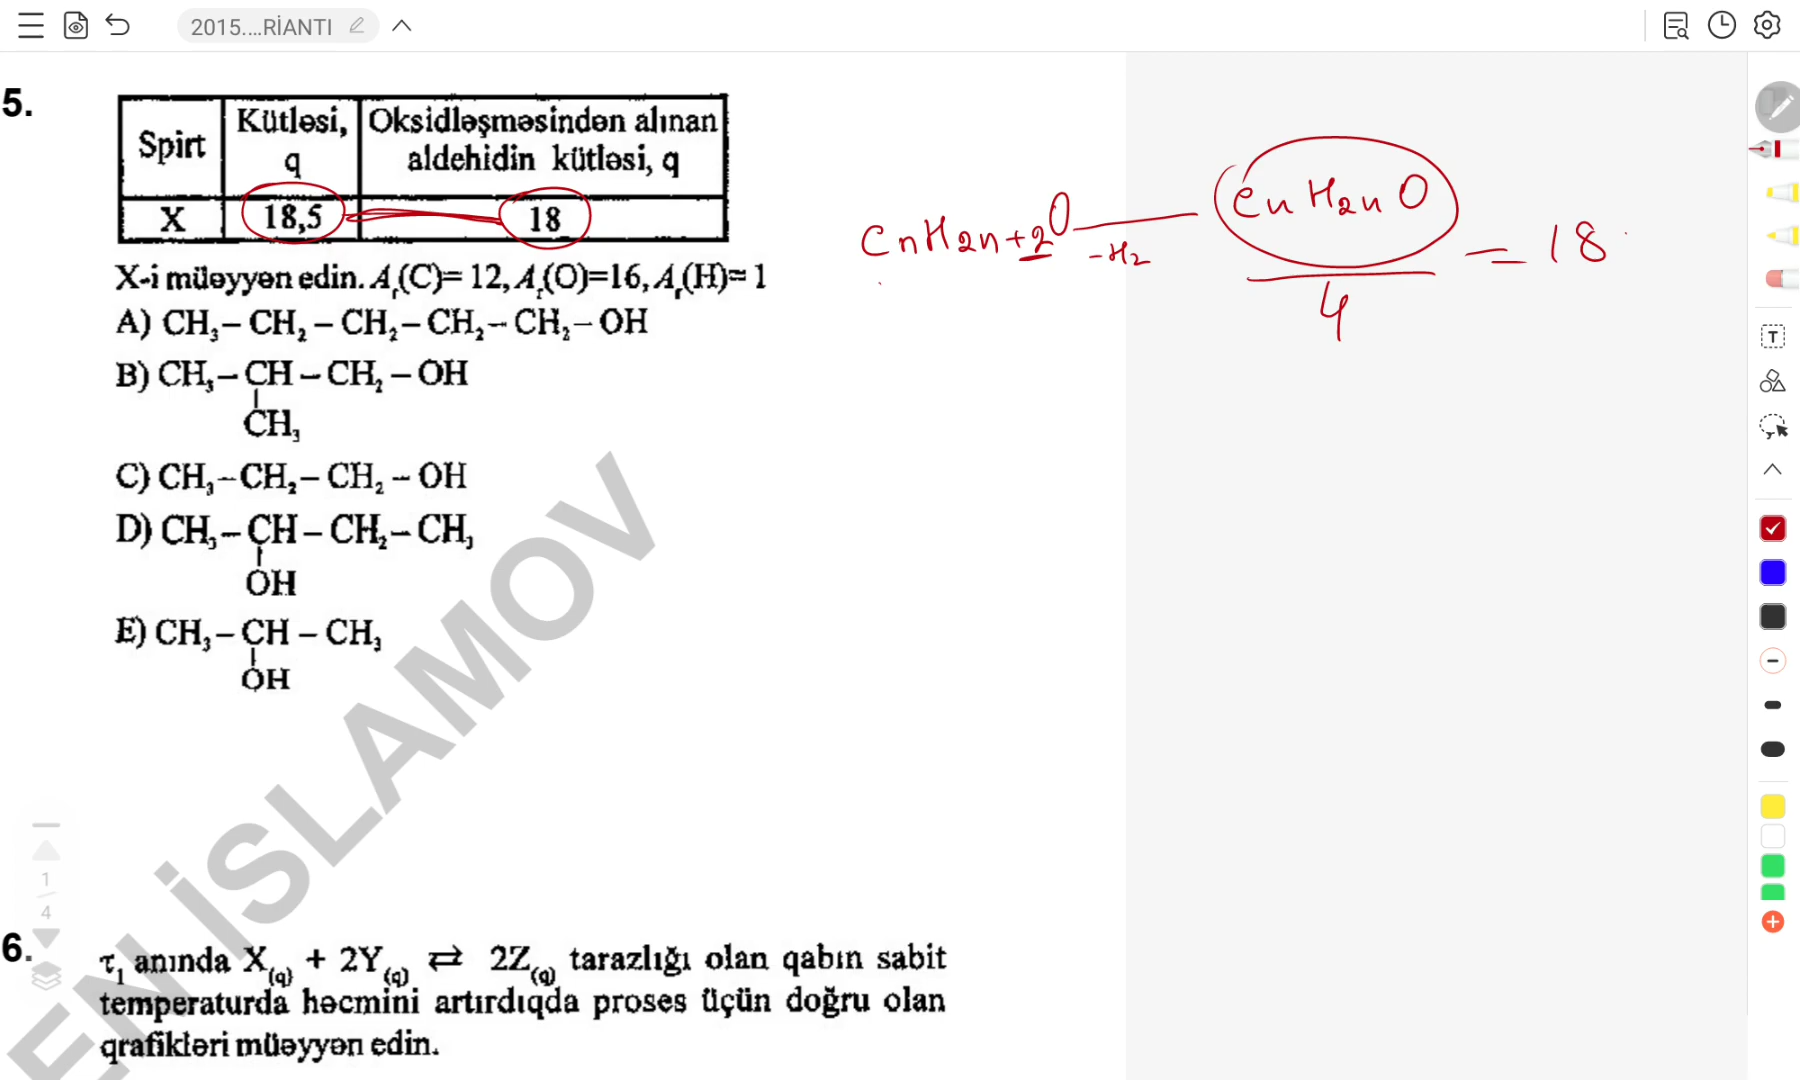 2015....RİANTI
5.
Spirt
Kütləsi, q
Oksidləşməsindən alınan aldehidin kütləsi, q
X
18,5
18
X-i müəyyən edin. Aᵣ(C)= 12, Aᵣ(O)=16, Aᵣ(H)= 1
A) CH₃– CH₂ – CH₂– CH₂– CH₂– OH
B) CH₃– CH – CH₂ – OH
CH₃
C) CH₃–CH₂– CH₂ – OH
D) CH₃– CH – CH₂– CH₃
OH
E) CH₃– CH – CH₃
OH
CnH2n+2O
-H2
CnH2nO
4
= 18
EN İSLAMOV
1
4
6.
τ₁ anında X(q) + 2Y(q) ⇄ 2Z(q) tarazlığı olan qabın sabit
temperaturda həcmini artırdıqda proses üçün doğru olan
qrafikləri müəyyən edin.
T